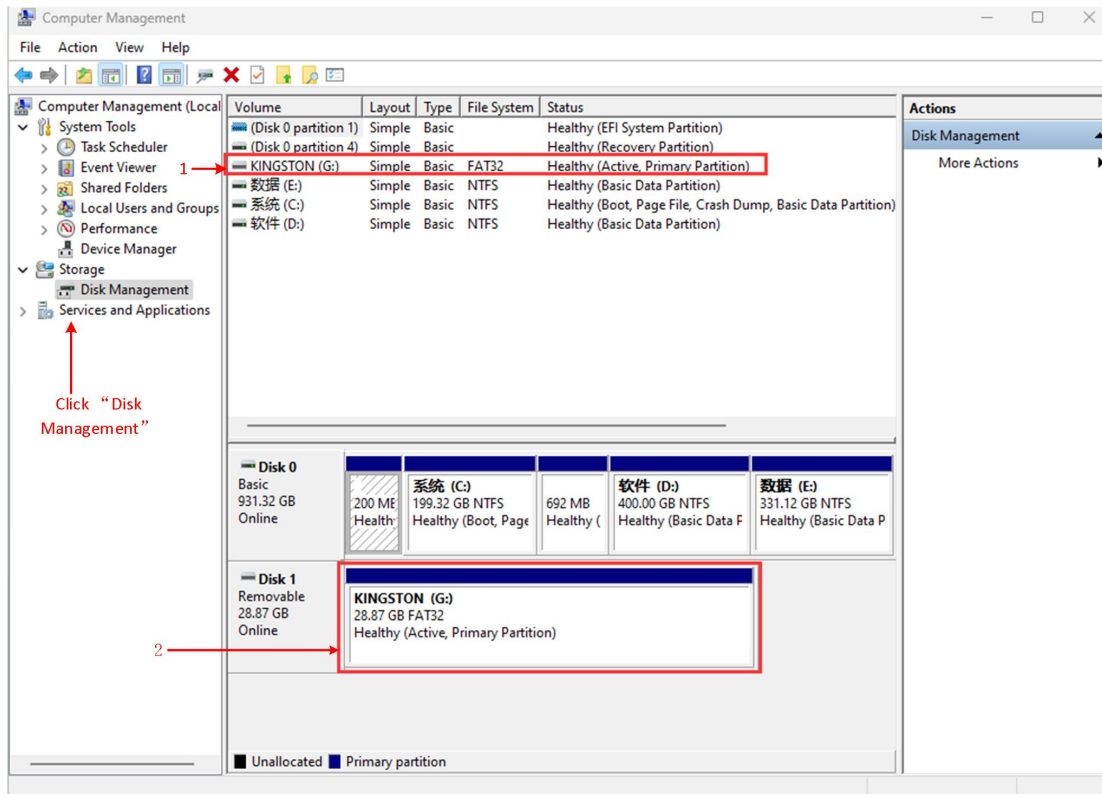 Computer Management
File Action View Help
Computer Management (Local
System Tools
Task Scheduler
Event Viewer
Shared Folders
Local Users and Groups
Performance
Device Manager
Storage
Disk Management
Services and Applications
Click “Disk
Management”
1
Volume Layout Type File System Status
(Disk 0 partition 1) Simple Basic Healthy (EFI System Partition)
(Disk 0 partition 4) Simple Basic Healthy (Recovery Partition)
KINGSTON (G:) Simple Basic FAT32 Healthy (Active, Primary Partition)
数据 (E:) Simple Basic NTFS Healthy (Basic Data Partition)
系统 (C:) Simple Basic NTFS Healthy (Boot, Page File, Crash Dump, Basic Data Partition)
软件 (D:) Simple Basic NTFS Healthy (Basic Data Partition)
Actions
Disk Management
More Actions
Disk 0
Basic
931.32 GB
Online
200 ME
Health
系统 (C:)
199.32 GB NTFS
Healthy (Boot, Page
692 MB
Healthy (
软件 (D:)
400.00 GB NTFS
Healthy (Basic Data P
数据 (E:)
331.12 GB NTFS
Healthy (Basic Data P
Disk 1
Removable
28.87 GB
Online
KINGSTON (G:)
28.87 GB FAT32
Healthy (Active, Primary Partition)
2
Unallocated Primary partition